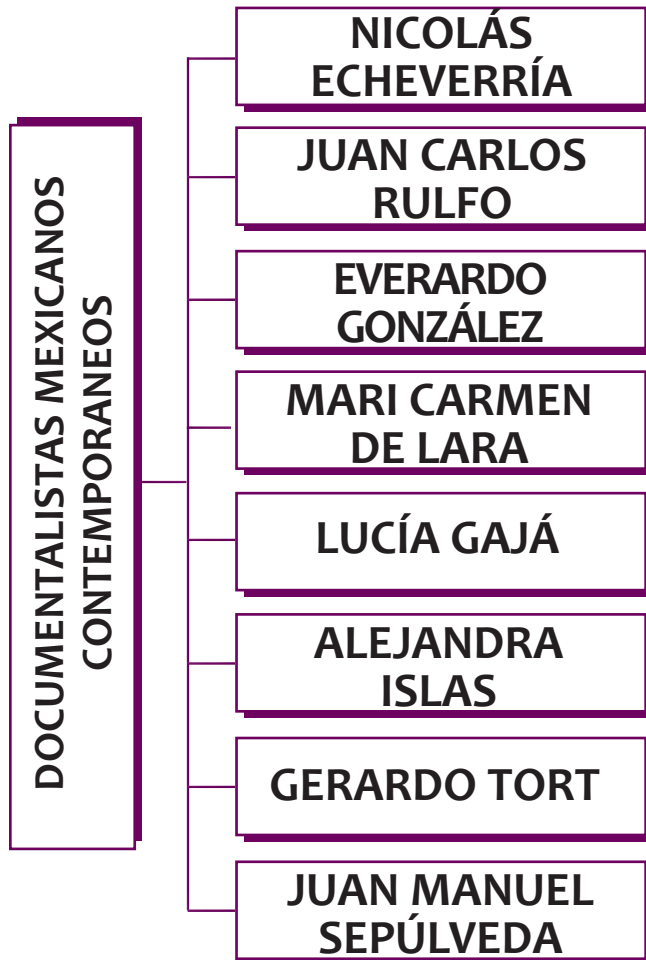 DOCUMENTALISTAS MEXICANOS
CONTEMPORANEOS
NICOLÁS
ECHEVERRÍA
JUAN CARLOS
RULFO
EVERARDO
GONZÁLEZ
MARI CARMEN
DE LARA
LUCÍA GAJÁ
ALEJANDRA
ISLAS
GERARDO TORT
JUAN MANUEL
SEPÚLVEDA